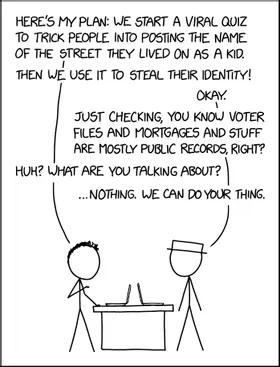 HERE'S MY PLAN: WE START A VIRAL QUIZ
TO TRICK PEOPLE INTO POSTING THE NAME
OF THE STREET THEY LIVED ON AS A KID.
THEN WE USE IT TO STEAL THEIR IDENTITY!
OKAY.
JUST CHECKING, YOU KNOW VOTER
FILES AND MORTGAGES AND STUFF
ARE MOSTLY PUBLIC RECORDS, RIGHT?
HUH? WHAT ARE YOU TALKING ABOUT?
...NOTHING. WE CAN DO YOUR THING.